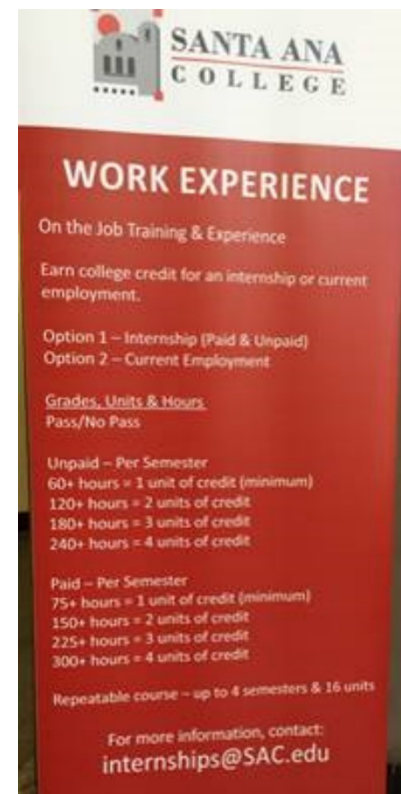 SANTA ANA
COLLEGE
WORK EXPERIENCE
On the Job Training & Experience
Earn college credit for an internship or current
employment.
Option 1 – Internship (Paid & Unpaid)
Option 2 – Current Employment
Grades, Units & Hours
Pass/No Pass
Unpaid – Per Semester
60+ hours = 1 unit of credit (minimum)
120+ hours = 2 units of credit
180+ hours = 3 units of credit
240+ hours = 4 units of credit
Paid – Per Semester
75+ hours = 1 unit of credit (minimum)
150+ hours = 2 units of credit
225+ hours = 3 units of credit
300+ hours = 4 units of credit
Repeatable course – up to 4 semesters & 16 units
For more information, contact:
internships@SAC.edu